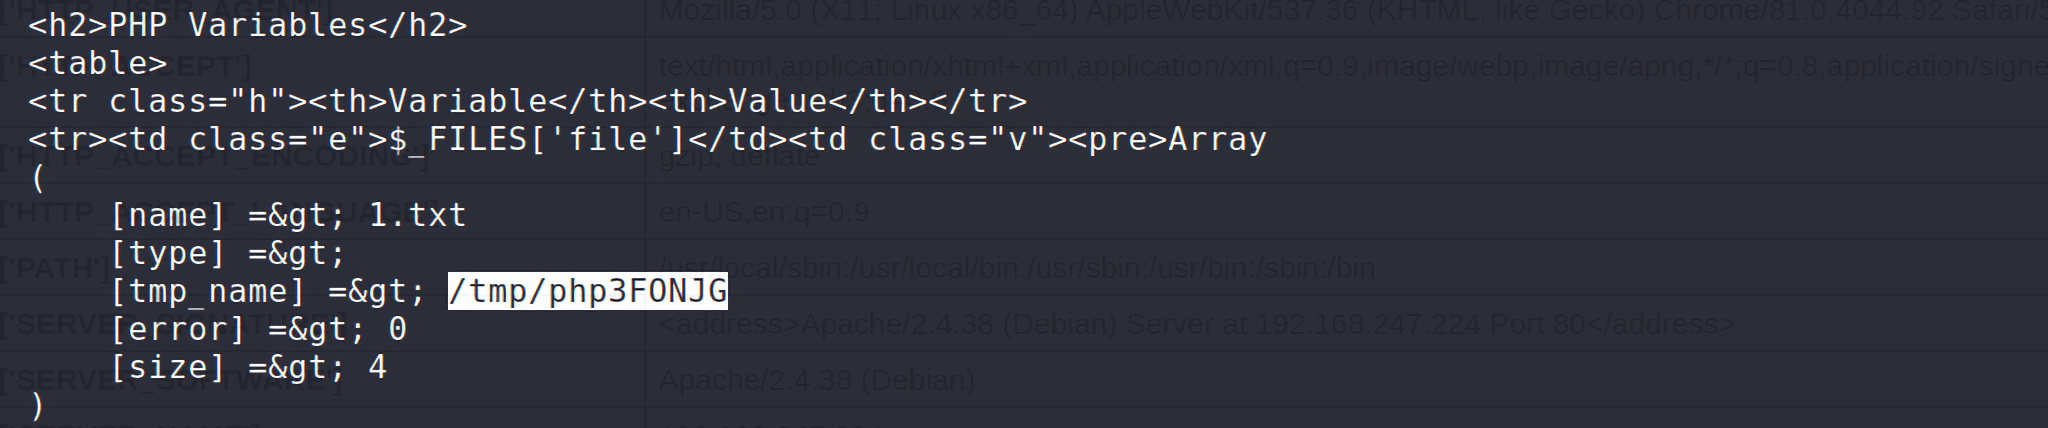 <h2>PHP Variables</h2>
<table>
<tr class="h"><th>Variable</th><th>Value</th></tr>
<tr><td class="e">$_FILES['file']</td><td class="v"><pre>Array
(
    [name] =&gt; 1.txt
    [type] =&gt;
    [tmp_name] =&gt; /tmp/php3FONJG
    [error] =&gt; 0
    [size] =&gt; 4
)
Mozilla/5.0 (X11; Linux x86_64) AppleWebKit/537.36 (KHTML, like Gecko) Chrome/81.0.4044.92
text/html,application/xhtml+xml,application/xml;q=0.9,image/webp,image/apng,*/*;q=0.8,
['HTTP_ACCEPT_ENCODING'] gzip, deflate
en-US,en;q=0.9
['PATH'] /usr/local/sbin:/usr/local/bin:/usr/sbin:/usr/bin:/sbin:/bin
['SERVER_SIGNATURE'] <address>Apache/2.4.38 (Debian) Server at 192.168.247.224 Port 80</address>
['SERVER_SOFTWARE'] Apache/2.4.38 (Debian)